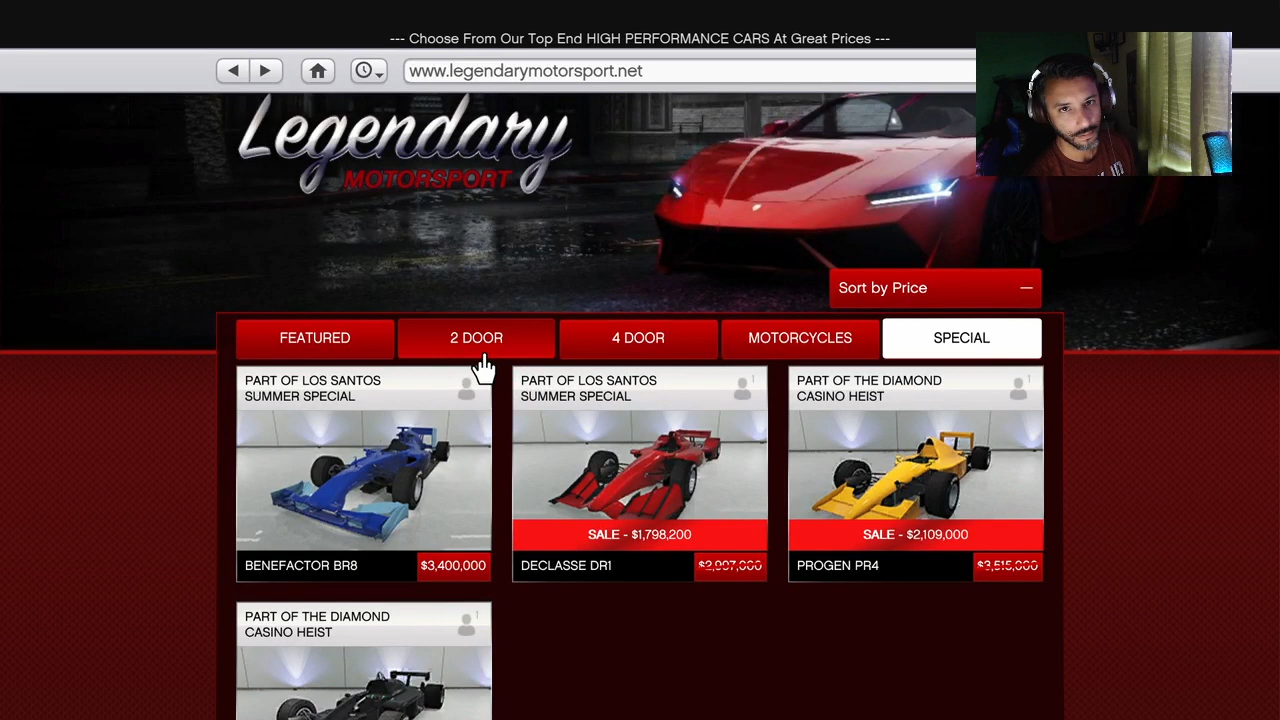 --- Choose From Our Top End HIGH PERFORMANCE CARS At Great Prices ---
www.legendarymotorsport.net
Legendary
MOTORSPORT
Sort by Price
FEATURED
2 DOOR
4 DOOR
MOTORCYCLES
SPECIAL
PART OF LOS SANTOS
SUMMER SPECIAL
BENEFACTOR BR8
$3,400,000
PART OF LOS SANTOS
SUMMER SPECIAL
1
SALE - $1,798,200
DECLASSE DR1
$2,997,000
PART OF THE DIAMOND
CASINO HEIST
1
SALE - $2,109,000
PROGEN PR4
$3,515,000
PART OF THE DIAMOND
CASINO HEIST
1